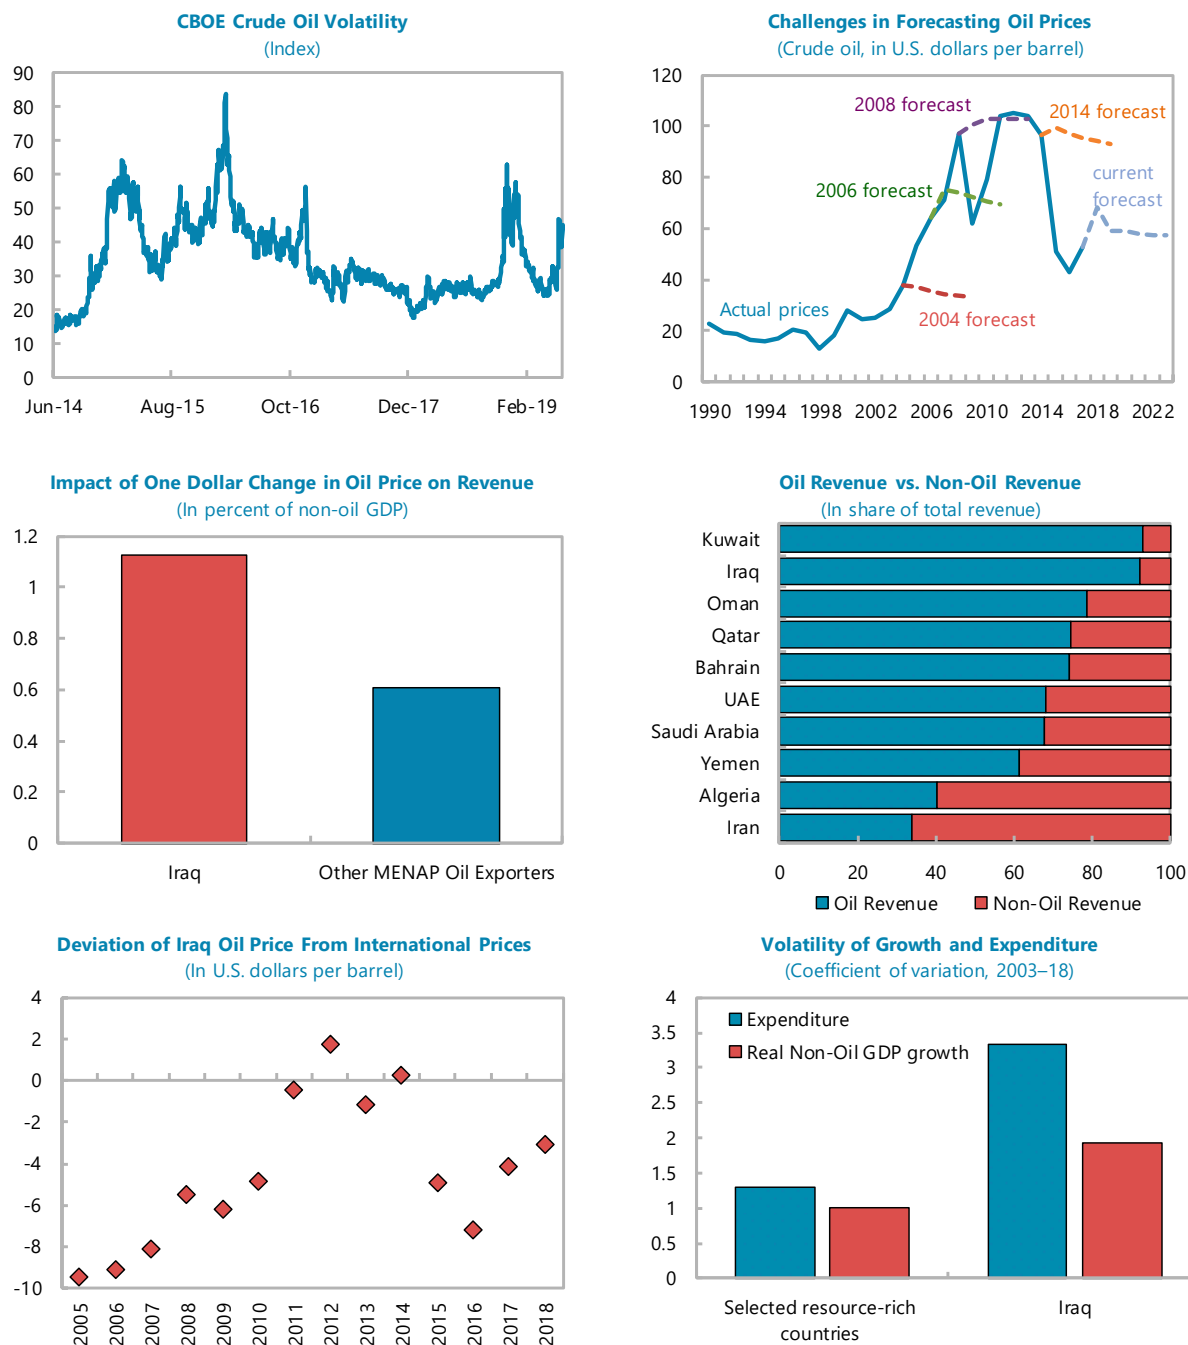 CBOE Crude Oil Volatility
(Index)
90
80
70
60
50
40
30
20
10
0
Jun-14
Aug-15
Oct-16
Dec-17
Feb-19
Challenges in Forecasting Oil Prices
(Crude oil, in U.S. dollars per barrel)
120
100
80
60
40
20
0
2008 forecast
2014 forecast
current
forecast
2006 forecast
Actual prices
2004 forecast
1990
1994
1998
2002
2006
2010
2014
2018
2022
Impact of One Dollar Change in Oil Price on Revenue
(In percent of non-oil GDP)
1.2
1
0.8
0.6
0.4
0.2
0
Iraq
Other MENAP Oil Exporters
Oil Revenue vs. Non-Oil Revenue
(In share of total revenue)
Kuwait
Iraq
Oman
Qatar
Bahrain
UAE
Saudi Arabia
Yemen
Algeria
Iran
0
20
40
60
80
100
Oil Revenue
Non-Oil Revenue
Deviation of Iraq Oil Price From International Prices
(In U.S. dollars per barrel)
4
2
0
-2
-4
-6
-8
-10
2005
2006
2007
2008
2009
2010
2011
2012
2013
2014
2015
2016
2017
2018
Volatility of Growth and Expenditure
(Coefficient of variation, 2003–18)
4
3.5
3
2.5
2
1.5
1
0.5
0
Expenditure
Real Non-Oil GDP growth
Selected resource-rich
countries
Iraq